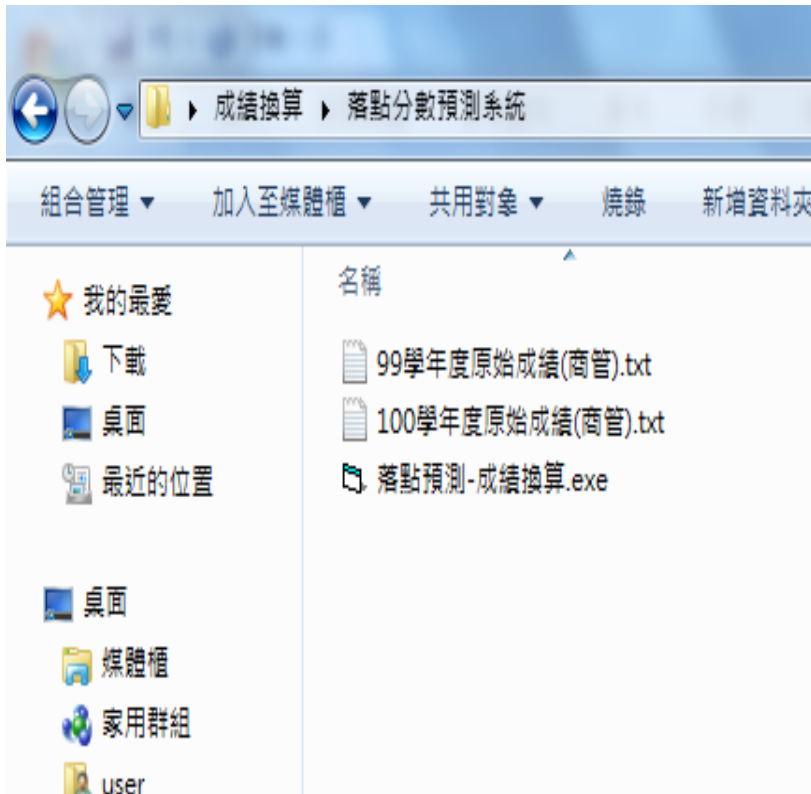 成績換算 落點分數預測系統
組合管理 加入至媒體櫃 共用對象 燒錄 新增資料夾
我的最愛
下載
桌面
最近的位置
桌面
媒體櫃
家用群組
user
名稱
99學年度原始成績(商管).txt
100學年度原始成績(商管).txt
落點預測-成績換算.exe